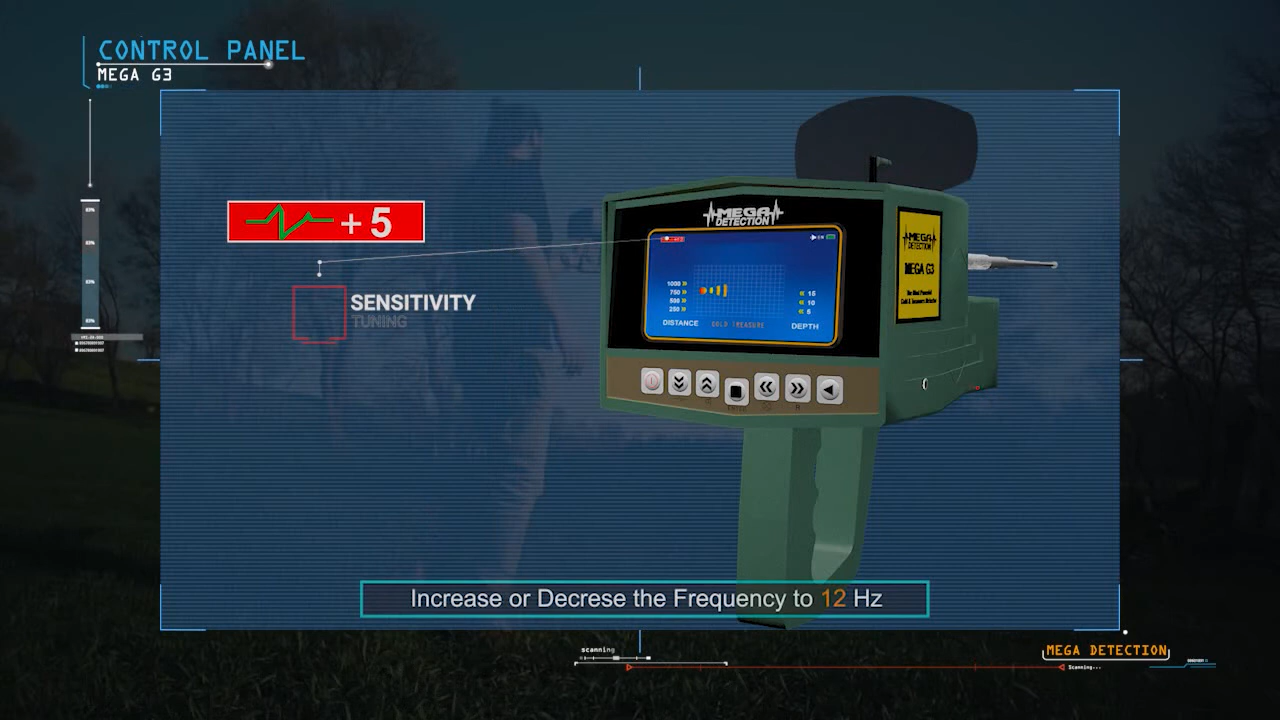 CONTROL PANEL
MEGA G3
+ 5
SENSITIVITY
TUNING
MEGA
DETECTION
1000
750
500
250
15
10
5
DISTANCE
GOLD TREASURE
DEPTH
MEGA
DETECTION
MEGA G3
Increase or Decrese the Frequency to 12 Hz
scanning
MEGA DETECTION
Scanning...